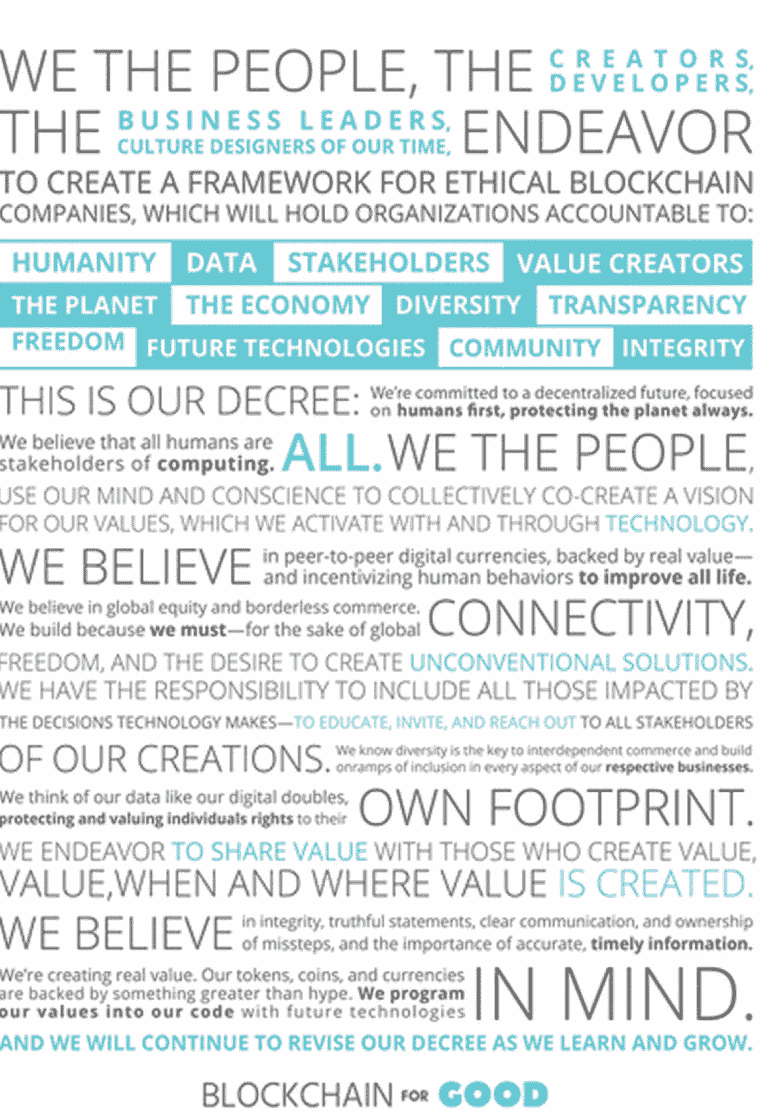 WE THE PEOPLE, THE CREATORS, DEVELOPERS,
THE BUSINESS LEADERS, CULTURE DESIGNERS OF OUR TIME, ENDEAVOR
TO CREATE A FRAMEWORK FOR ETHICAL BLOCKCHAIN
COMPANIES, WHICH WILL HOLD ORGANIZATIONS ACCOUNTABLE TO:
HUMANITY DATA STAKEHOLDERS VALUE CREATORS
THE PLANET THE ECONOMY DIVERSITY TRANSPARENCY
FREEDOM FUTURE TECHNOLOGIES COMMUNITY INTEGRITY
THIS IS OUR DECREE: We're committed to a decentralized future, focused
on humans first, protecting the planet always.
We believe that all humans are
stakeholders of computing. ALL. WE THE PEOPLE,
USE OUR MIND AND CONSCIENCE TO COLLECTIVELY CO-CREATE A VISION
FOR OUR VALUES, WHICH WE ACTIVATE WITH AND THROUGH TECHNOLOGY.
WE BELIEVE in peer-to-peer digital currencies, backed by real value—
and incentivizing human behaviors to improve all life.
We believe in global equity and borderless commerce.
We build because we must—for the sake of global CONNECTIVITY,
FREEDOM, AND THE DESIRE TO CREATE UNCONVENTIONAL SOLUTIONS.
WE HAVE THE RESPONSIBILITY TO INCLUDE ALL THOSE IMPACTED BY
THE DECISIONS TECHNOLOGY MAKES—TO EDUCATE, INVITE, AND REACH OUT TO ALL STAKEHOLDERS
OF OUR CREATIONS. We know diversity is the key to interdependent commerce and build
onramps of inclusion in every aspect of our respective businesses.
We think of our data like our digital doubles,
protecting and valuing individuals rights to their OWN FOOTPRINT.
WE ENDEAVOR TO SHARE VALUE WITH THOSE WHO CREATE VALUE,
VALUE,WHEN AND WHERE VALUE IS CREATED.
WE BELIEVE in integrity, truthful statements, clear communication, and ownership
of missteps, and the importance of accurate, timely information.
We're creating real value. Our tokens, coins, and currencies
are backed by something greater than hype. We program
our values into our code with future technologies IN MIND.
AND WE WILL CONTINUE TO REVISE OUR DECREE AS WE LEARN AND GROW.
BLOCKCHAIN FOR GOOD